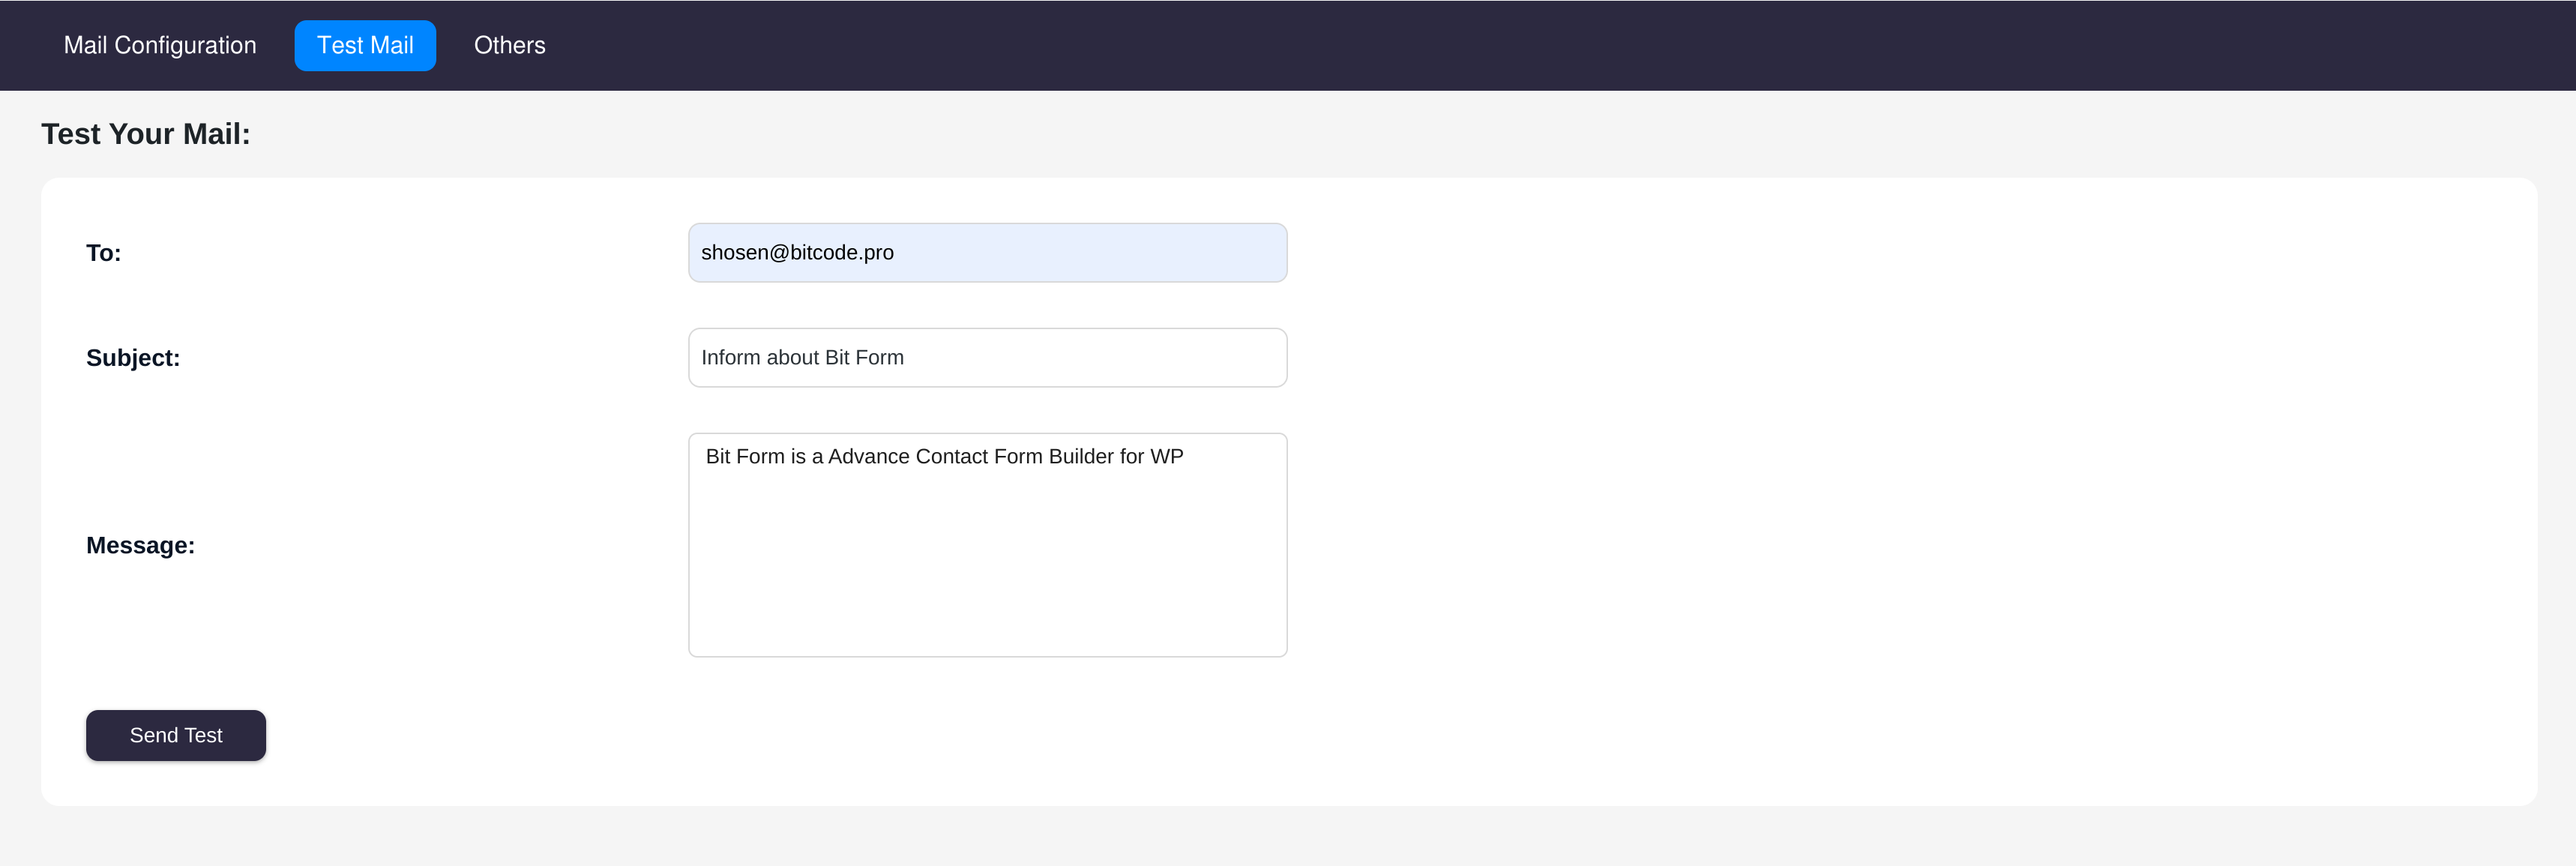 Mail Configuration Test Mail Others
Test Your Mail:
To:
shosen@bitcode.pro
Subject:
Inform about Bit Form
Message:
Bit Form is a Advance Contact Form Builder for WP
Send Test